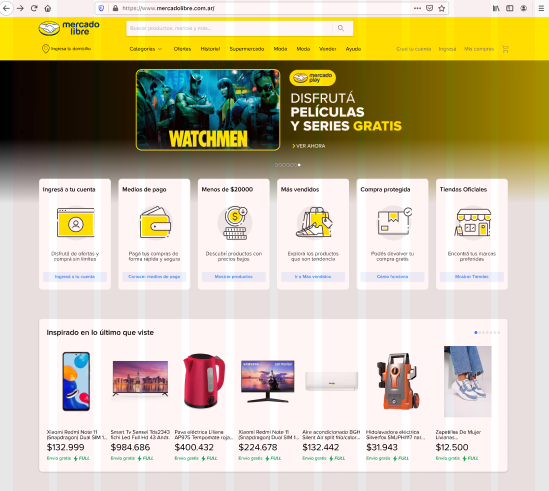 https://www.mercadolibre.com.ar/
mercado
libre
Buscar productos, marcas y más...
Ingresa tu domicilio
Categorías
Ofertas
Historial
Supermercado
Moda
Moda
Vender
Ayuda
Creá tu cuenta
Ingresá
Mis compras
WATCHMEN
mercado
play
DISFRUTÁ
PELÍCULAS
Y SERIES GRATIS
VER AHORA
Ingresá a tu cuenta
Disfrutá de ofertas y
comprá sin límites
Ingresá a tu cuenta
Medios de pago
Pagá tus compras de
forma rápida y segura
Conocer medios de pago
Menos de $20000
Descubrí productos con
precios bajos
Mostrar productos
Más vendidos
Explorá los productos
que son tendencia
Ir a Más vendidos
Compra protegida
Podés devolver tu
compra gratis
Cómo funciona
Tiendas Oficiales
Encontrá tus marcas
preferidas
Mostrar Tiendas
Inspirado en lo último que viste
Xiaomi Redmi Note 11
(Snapdragon) Dual SIM 1...
$132.999
Envío gratis FULL
Smart Tv Sansei Tds2343
Led Full Hd 43 Andr.
$984.686
Envío gratis FULL
Pava eléctrica Liliana
AP975 Tempomate roja...
$400.432
Envío gratis FULL
Xiaomi Redmi Note 11
(Snapdragon) Dual SIM 1...
$224.678
Envío gratis FULL
Aire acondicionado BGH
Silent Air split frío/calor...
$132.442
Envío gratis FULL
Hidrolavadora eléctrica
$31.943
Envío gratis FULL
Zapatillas De Mujer
Livianas...
$12.500
Envío gratis FULL